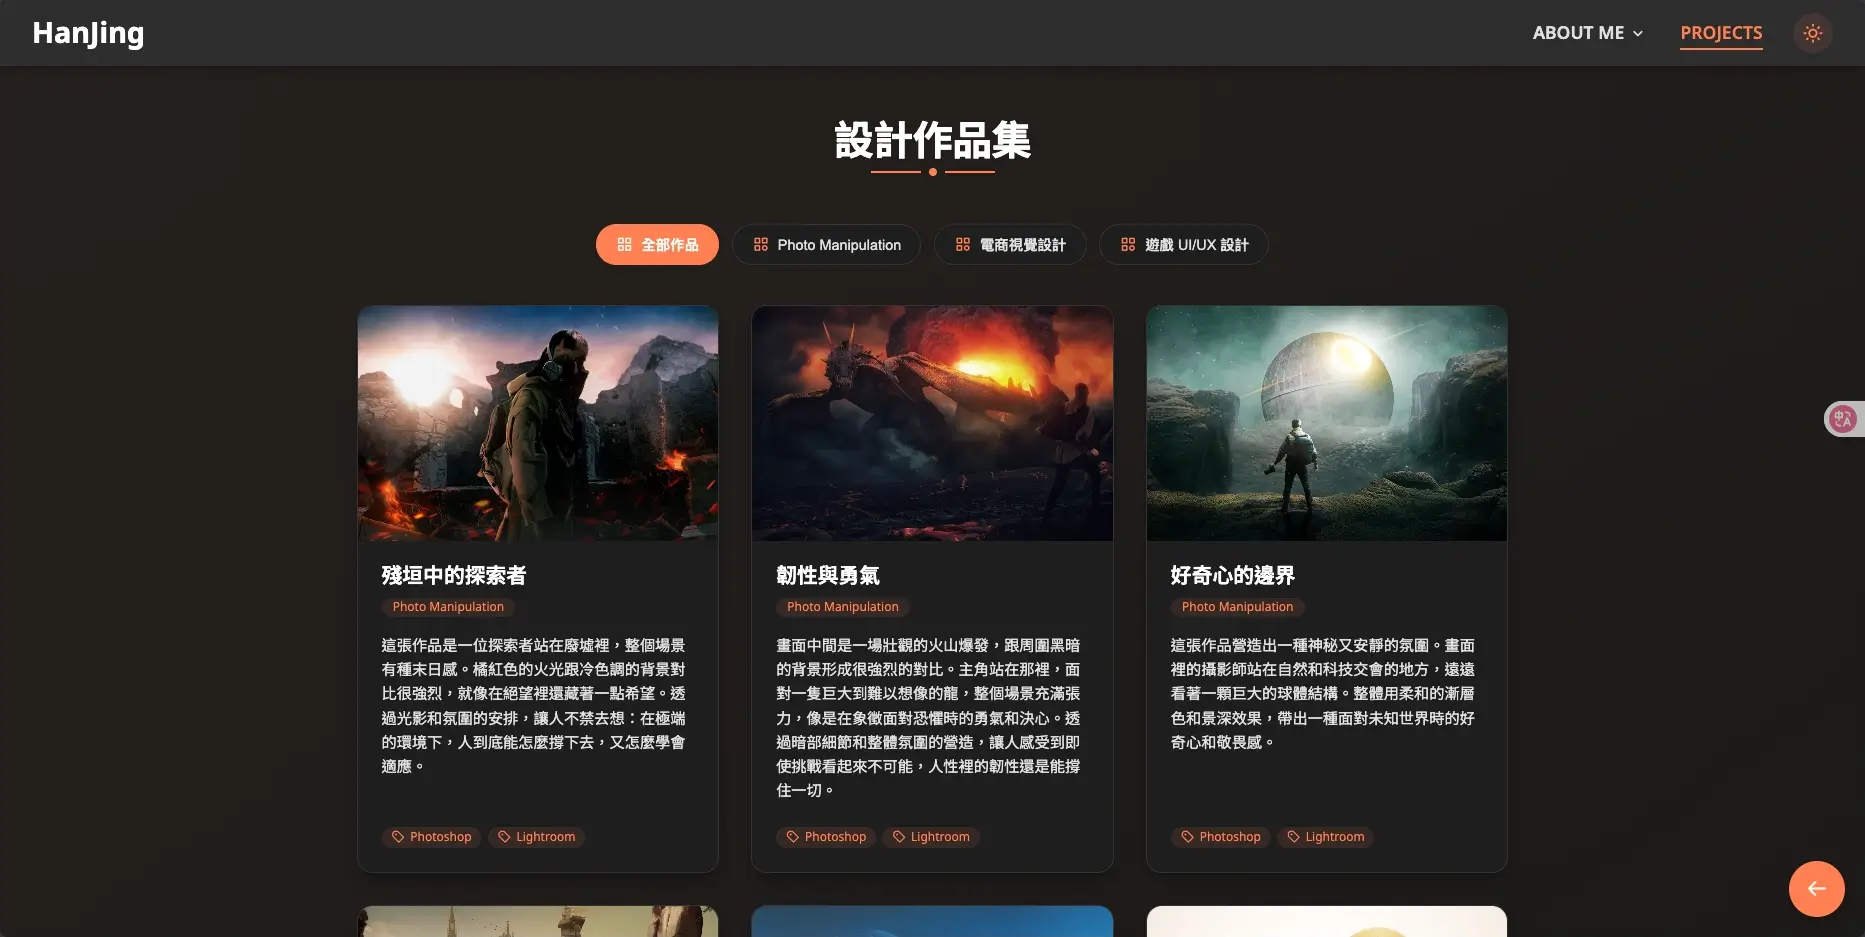 HanJing
ABOUT ME
PROJECTS
設計作品集
全部作品
Photo Manipulation
電商視覺設計
遊戲 UI/UX 設計
殘垣中的探索者
Photo Manipulation
這張作品是一位探索者站在廢墟裡，整個場景
有種末日感。橘紅色的火光跟冷色調的背景對
比很強烈，就像在絕望裡還藏著一點希望。透
過光影和氛圍的安排，讓人不禁去想：在極端
的環境下，人到底能怎麼撐下去，又怎麼學會
適應。
Photoshop
Lightroom
韌性與勇氣
Photo Manipulation
畫面中間是一場壯觀的火山爆發，跟周圍黑暗
的背景形成很強烈的對比。主角站在那裡，面
對一隻巨大到難以想像的龍，整個場景充滿張
力，像是在象徵面對恐懼時的勇氣和決心。透
過暗部細節和整體氛圍的營造，讓人感受到即
使挑戰看起來不可能，人性裡的韌性還是能撐
住一切。
Photoshop
Lightroom
好奇心的邊界
Photo Manipulation
這張作品營造出一種神秘又安靜的氛圍。畫面
裡的攝影師站在自然和科技交會的地方，遠遠
看著一顆巨大的球體結構。整體用柔和的漸層
色和景深效果，帶出一種面對未知世界時的好
奇心和敬畏感。
Photoshop
Lightroom
中
A